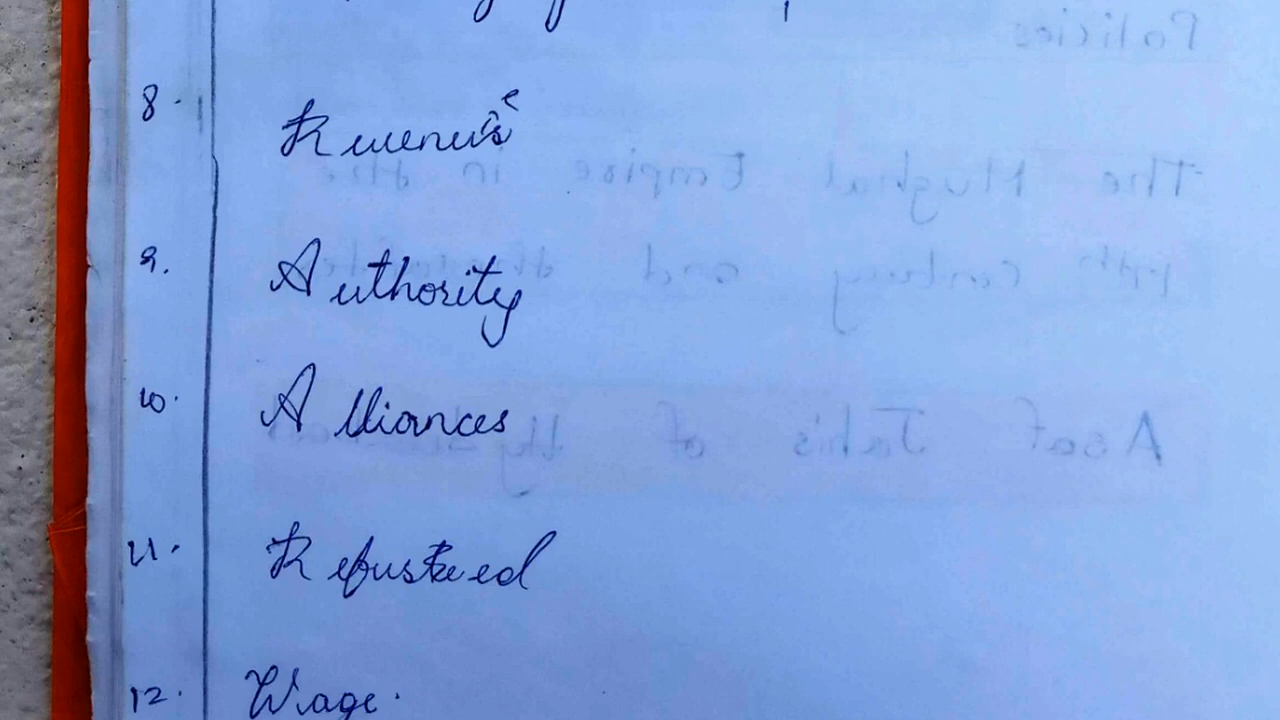 8. Revenue
9. Authority
10. Alliances
11. Refused
12. Wage.